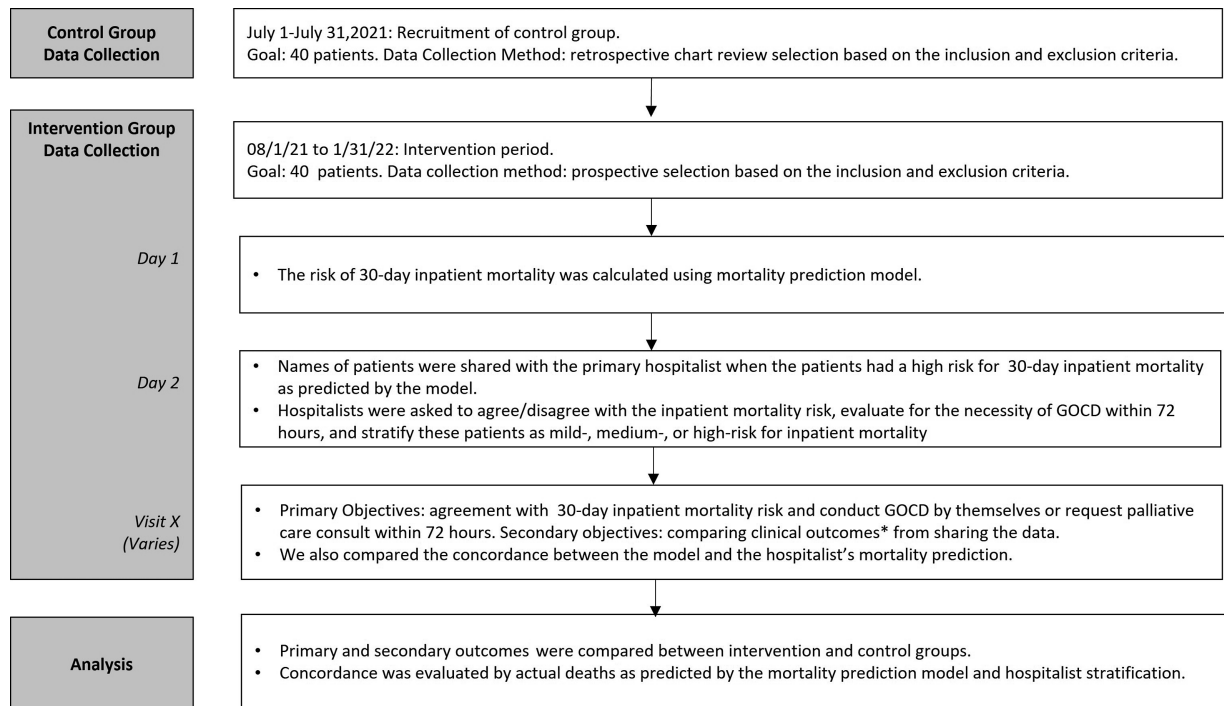 Control Group
Data Collection
July 1-July 31,2021: Recruitment of control group.
Goal: 40 patients. Data Collection Method: retrospective chart review selection based on the inclusion and exclusion criteria.
Intervention Group
Data Collection
08/1/21 to 1/31/22: Intervention period.
Goal: 40 patients. Data collection method: prospective selection based on the inclusion and exclusion criteria.
Day 1
• The risk of 30-day inpatient mortality was calculated using mortality prediction model.
Day 2
• Names of patients were shared with the primary hospitalist when the patients had a high risk for 30-day inpatient mortality
as predicted by the model.
• Hospitalists were asked to agree/disagree with the inpatient mortality risk, evaluate for the necessity of GOCD within 72
hours, and stratify these patients as mild-, medium-, or high-risk for inpatient mortality
Visit X
(Varies)
• Primary Objectives: agreement with 30-day inpatient mortality risk and conduct GOCD by themselves or request palliative
care consult within 72 hours. Secondary objectives: comparing clinical outcomes* from sharing the data.
• We also compared the concordance between the model and the hospitalist’s mortality prediction.
Analysis
• Primary and secondary outcomes were compared between intervention and control groups.
• Concordance was evaluated by actual deaths as predicted by the mortality prediction model and hospitalist stratification.